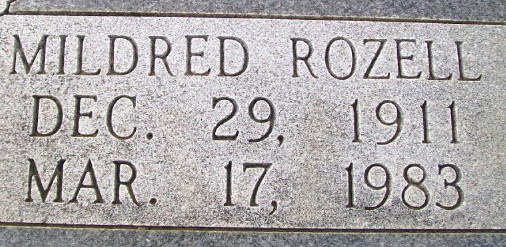 MILDRED ROZELL
DEC. 29, 1911
MAR. 17, 1983